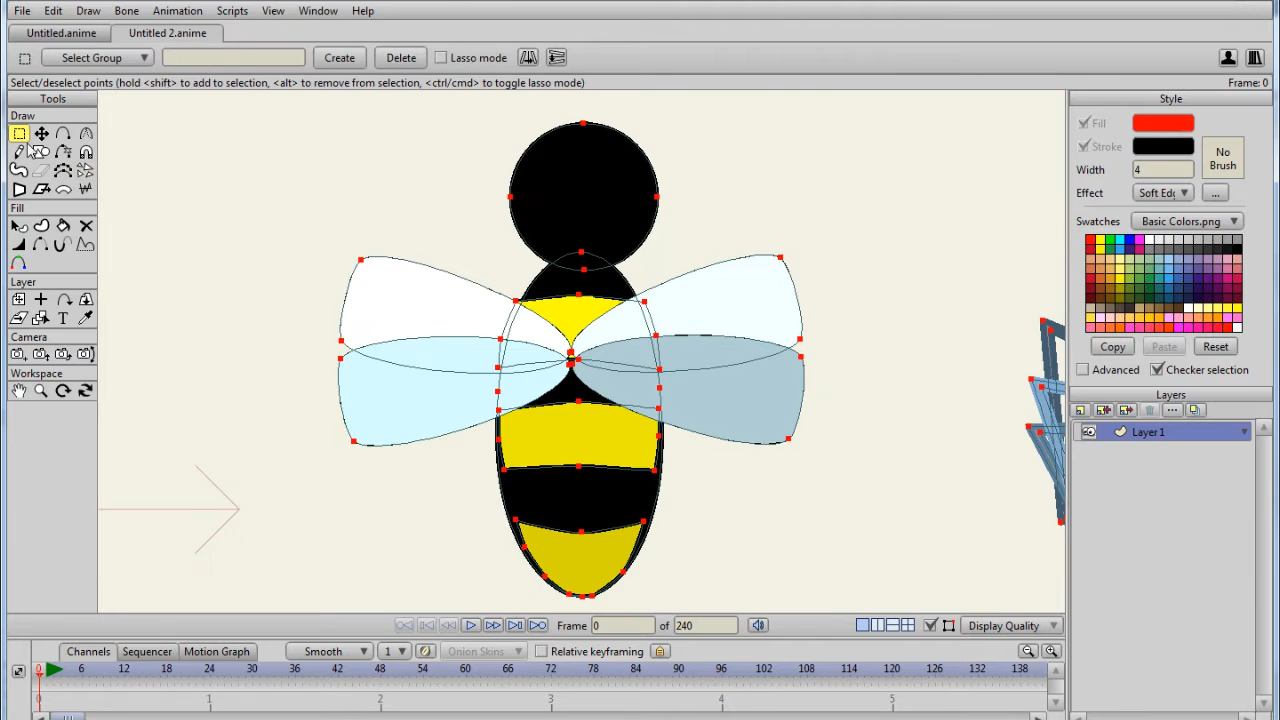 File Edit Draw Bone Animation Scripts View Window Help
Untitled.anime Untitled 2.anime
Select Group Create Delete Lasso mode
Select/deselect points (hold <shift> to add to selection, <alt> to remove from selection, <ctrl/cmd> to toggle lasso mode) Frame: 0
Tools
Draw
Fill
Layer
Camera
Workspace
Style
Fill
Stroke
No Brush
Width 4
Effect Soft Edg ...
Swatches Basic Colors.png
Copy Paste Reset
Advanced Checker selection
Layers
Layer 1
Frame 0 of 240 Display Quality
Channels Sequencer Motion Graph Smooth 1 Onion Skins Relative keyframing
0 6 12 18 24 30 36 42 48 54 60 66 72 78 84 90 96 102 108 114 120 126 132 138
0 1 2 3 4 5